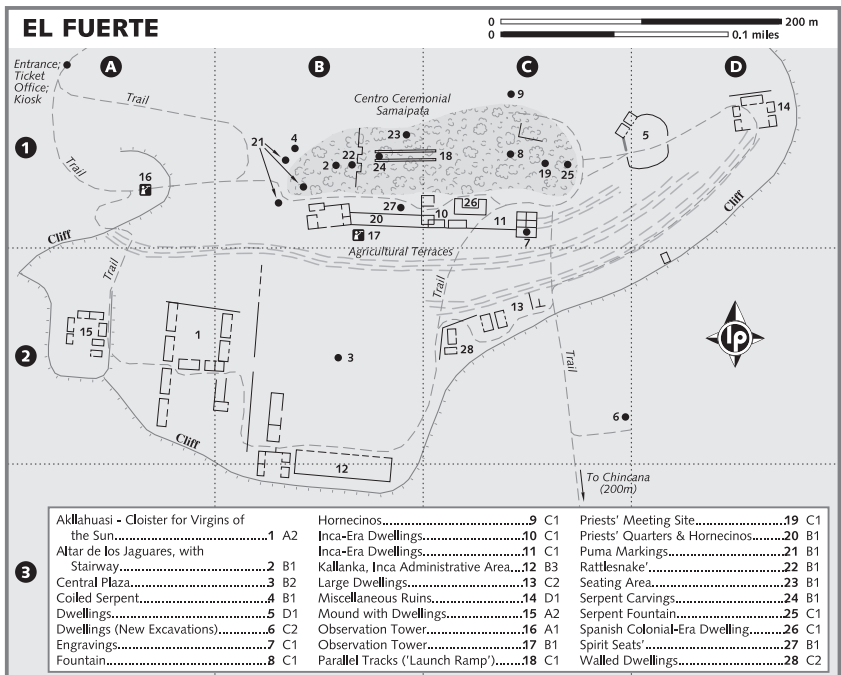 EL FUERTE
0 200 m
0 0.1 miles
Entrance;
Ticket
Office;
Kiosk
A
B
C
D
Trail
Centro Ceremonial
Samaipata
9
14
5
1
4
23
21
2
22
24
18
8
19
25
Trail
16
27
26
20
10
11
17
7
Cliff
Cliff
Agricultural Terraces
Trail
Trail
13
15
1
28
2
3
lp
Trail
6
Cliff
12
To Chincana
(200m)
3
Akllahuasi - Cloister for Virgins of
the Sun 1 A2
Altar de los Jaguares, with
Stairway 2 B1
Central Plaza 3 B2
Coiled Serpent 4 B1
Dwellings 5 D1
Dwellings (New Excavations) 6 C2
Engravings 7 C1
Fountain 8 C1
Hornecinos 9 C1
Inca-Era Dwellings 10 C1
Inca-Era Dwellings 11 C1
Kallanka, Inca Administrative Area 12 B3
Large Dwellings 13 C2
Miscellaneous Ruins 14 D1
Mound with Dwellings 15 A2
Observation Tower 16 A1
Observation Tower 17 B1
Parallel Tracks ('Launch Ramp') 18 C1
Priests' Meeting Site 19 C1
Priests' Quarters & Hornecinos 20 B1
Puma Markings 21 B1
Rattlesnake' 22 B1
Seating Area 23 B1
Serpent Carvings 24 B1
Serpent Fountain 25 C1
Spanish Colonial-Era Dwelling 26 C1
Spirit Seats' 27 B1
Walled Dwellings 28 C2